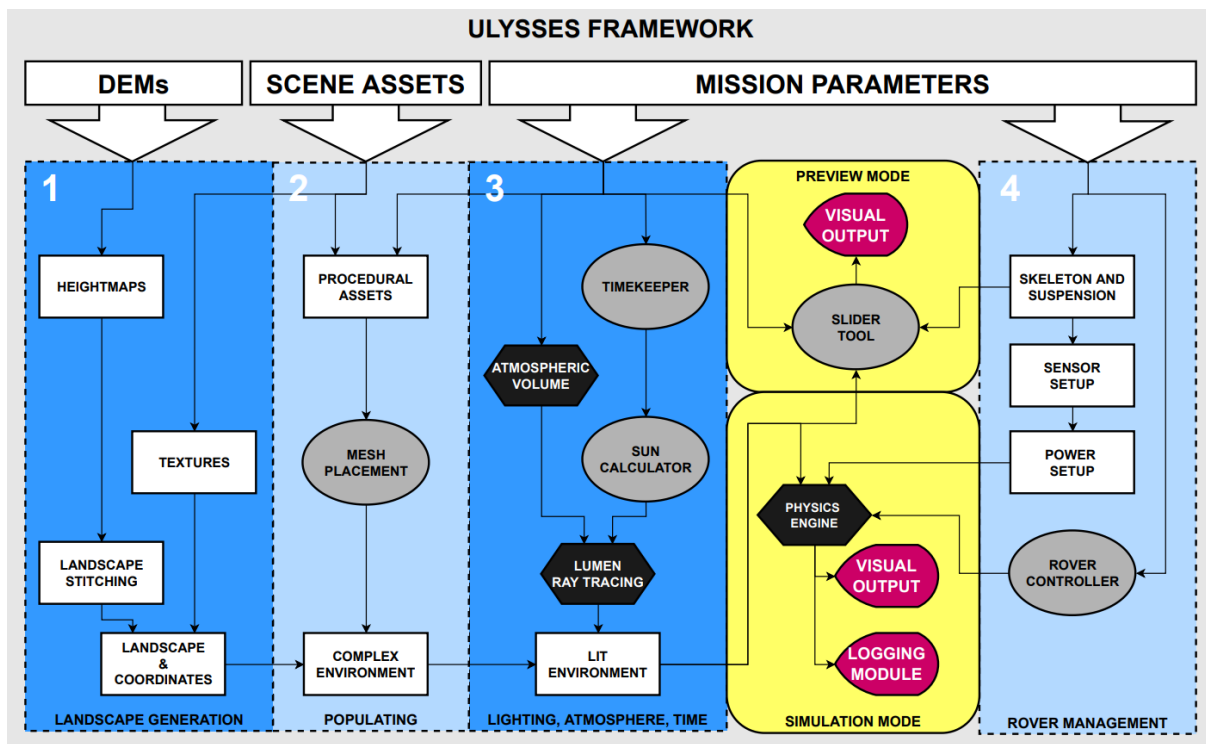 ULYSSES FRAMEWORK
DEMs
SCENE ASSETS
MISSION PARAMETERS
1
HEIGHTMAPS
TEXTURES
LANDSCAPE
STITCHING
LANDSCAPE
&
COORDINATES
LANDSCAPE GENERATION
2
PROCEDURAL
ASSETS
MESH
PLACEMENT
COMPLEX
ENVIRONMENT
POPULATING
3
TIMEKEEPER
ATMOSPHERIC
VOLUME
SUN
CALCULATOR
LUMEN
RAY TRACING
LIT
ENVIRONMENT
LIGHTING, ATMOSPHERE, TIME
PREVIEW MODE
VISUAL
OUTPUT
SLIDER
TOOL
PHYSICS
ENGINE
VISUAL
OUTPUT
LOGGING
MODULE
SIMULATION MODE
4
SKELETON AND
SUSPENSION
SENSOR
SETUP
POWER
SETUP
ROVER
CONTROLLER
ROVER MANAGEMENT